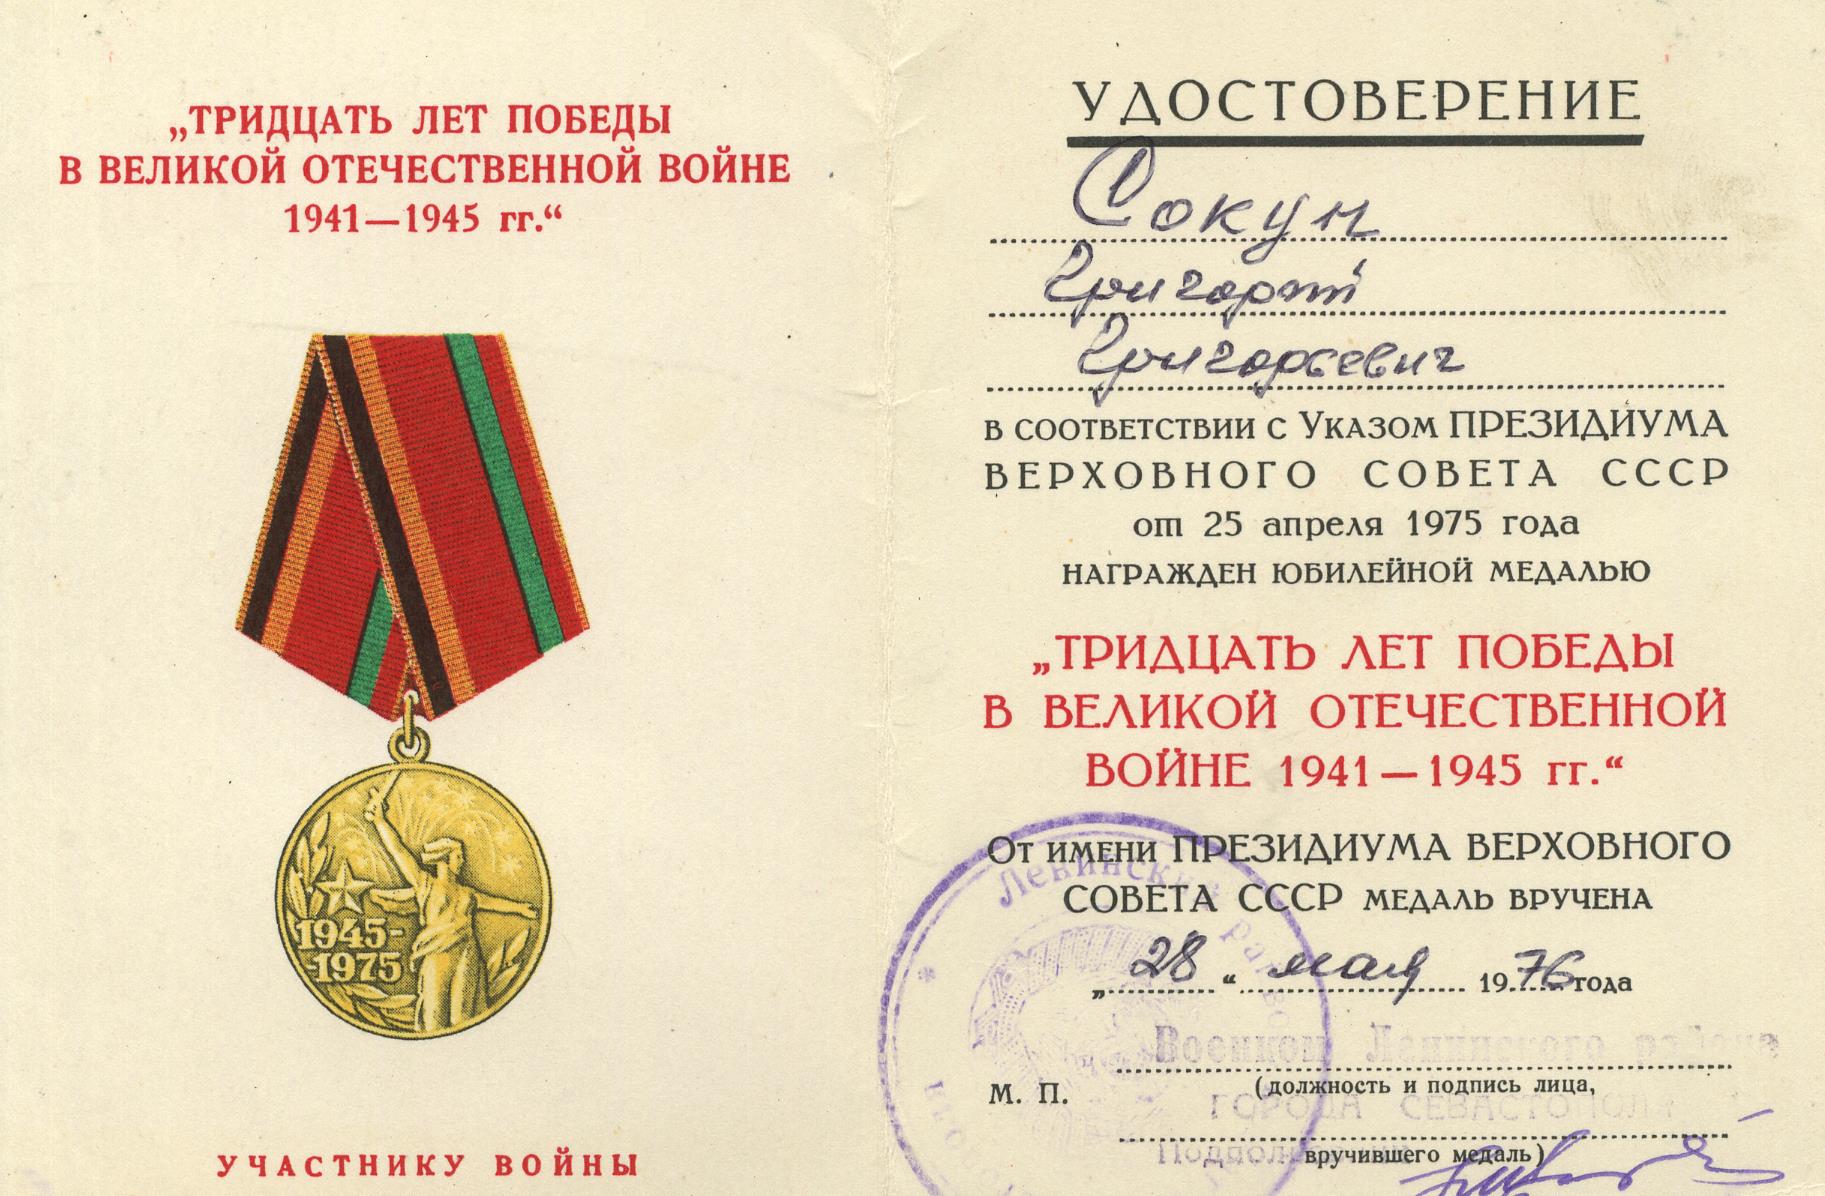 „ТРИДЦАТЬ ЛЕТ ПОБЕДЫ
В ВЕЛИКОЙ ОТЕЧЕСТВЕННОЙ ВОЙНЕ
1941—1945 гг.“
1945-
-1975
УЧАСТНИКУ ВОЙНЫ
УДОСТОВЕРЕНИЕ
Сокун
Григорий
Григорьевич
в соответствии с Указом ПРЕЗИДИУМА
ВЕРХОВНОГО СОВЕТА СССР
от 25 апреля 1975 года
НАГРАЖДЕН ЮБИЛЕЙНОЙ МЕДАЛЬЮ
„ТРИДЦАТЬ ЛЕТ ПОБЕДЫ
В ВЕЛИКОЙ ОТЕЧЕСТВЕННОЙ
ВОЙНЕ 1941—1945 гг.“
От имени ПРЕЗИДИУМА ВЕРХОВНОГО
СОВЕТА СССР МЕДАЛЬ ВРУЧЕНА
„28“ мая 1976 года
Военком Ленинского района
М. П.
(должность и подпись лица,
ГОРОДА СЕВАСТОПОЛЯ
вручившего медаль)
Ленинский